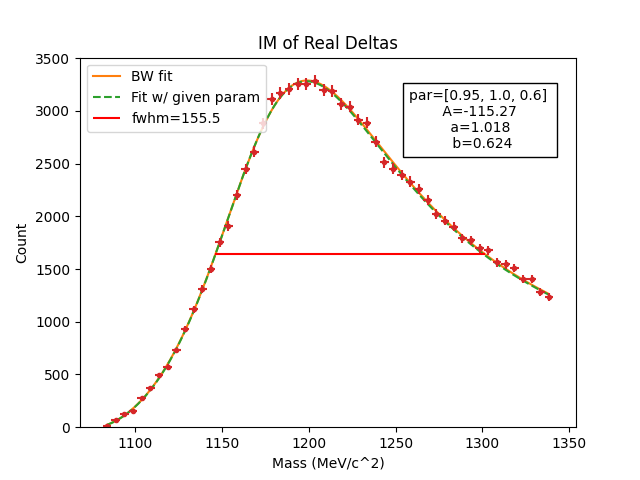 IM of Real Deltas
BW fit
Fit w/ given param
fwhm=155.5
par=[0.95, 1.0, 0.6]
A=-115.27
a=1.018
b=0.624
3500
3000
2500
2000
1500
1000
500
0
Count
1100
1150
1200
1250
1300
1350
Mass (MeV/c^2)